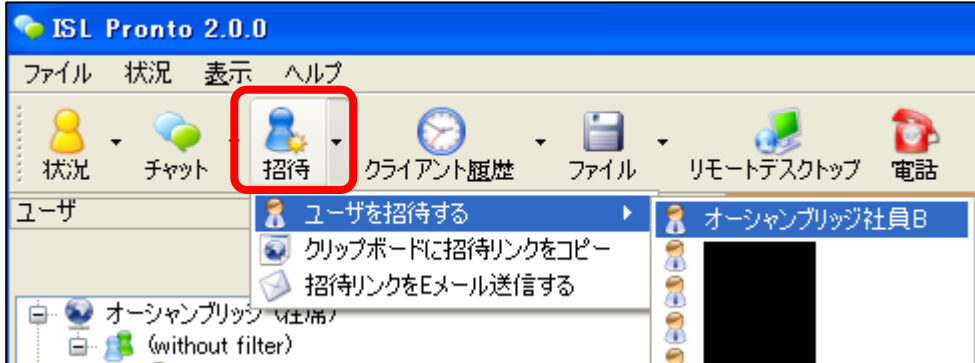 ISL Pronto 2.0.0
ファイル 状況 表示 ヘルプ
状況 チャット 招待 クライアント履歴 ファイル リモートデスクトップ 電話
ユーザ
ユーザを招待する
オーシャンブリッジ社員B
クリップボードに招待リンクをコピー
招待リンクをEメール送信する
オーシャンブリッジ (在席)
(without filter)